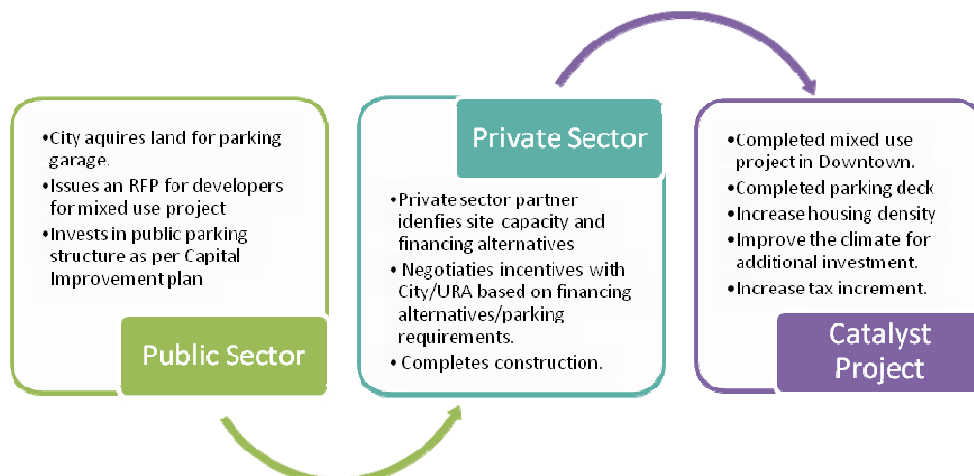 •City aquires land for parking
garage.
•Issues an RFP for developers
for mixed use project
•Invests in public parking
structure as per Capital
Improvement plan
Public Sector
Private Sector
•Private sector partner
idenfies site capacity and
financing alternatives
• Negotiaties incentives with
City/URA based on financing
alternatives/parking
requirements.
• Completes construction.
•Completed mixed use
project in Downtown.
•Completed parking deck
•Increase housing density
•Improve the climate for
additional investment.
•Increase tax increment.
Catalyst
Project